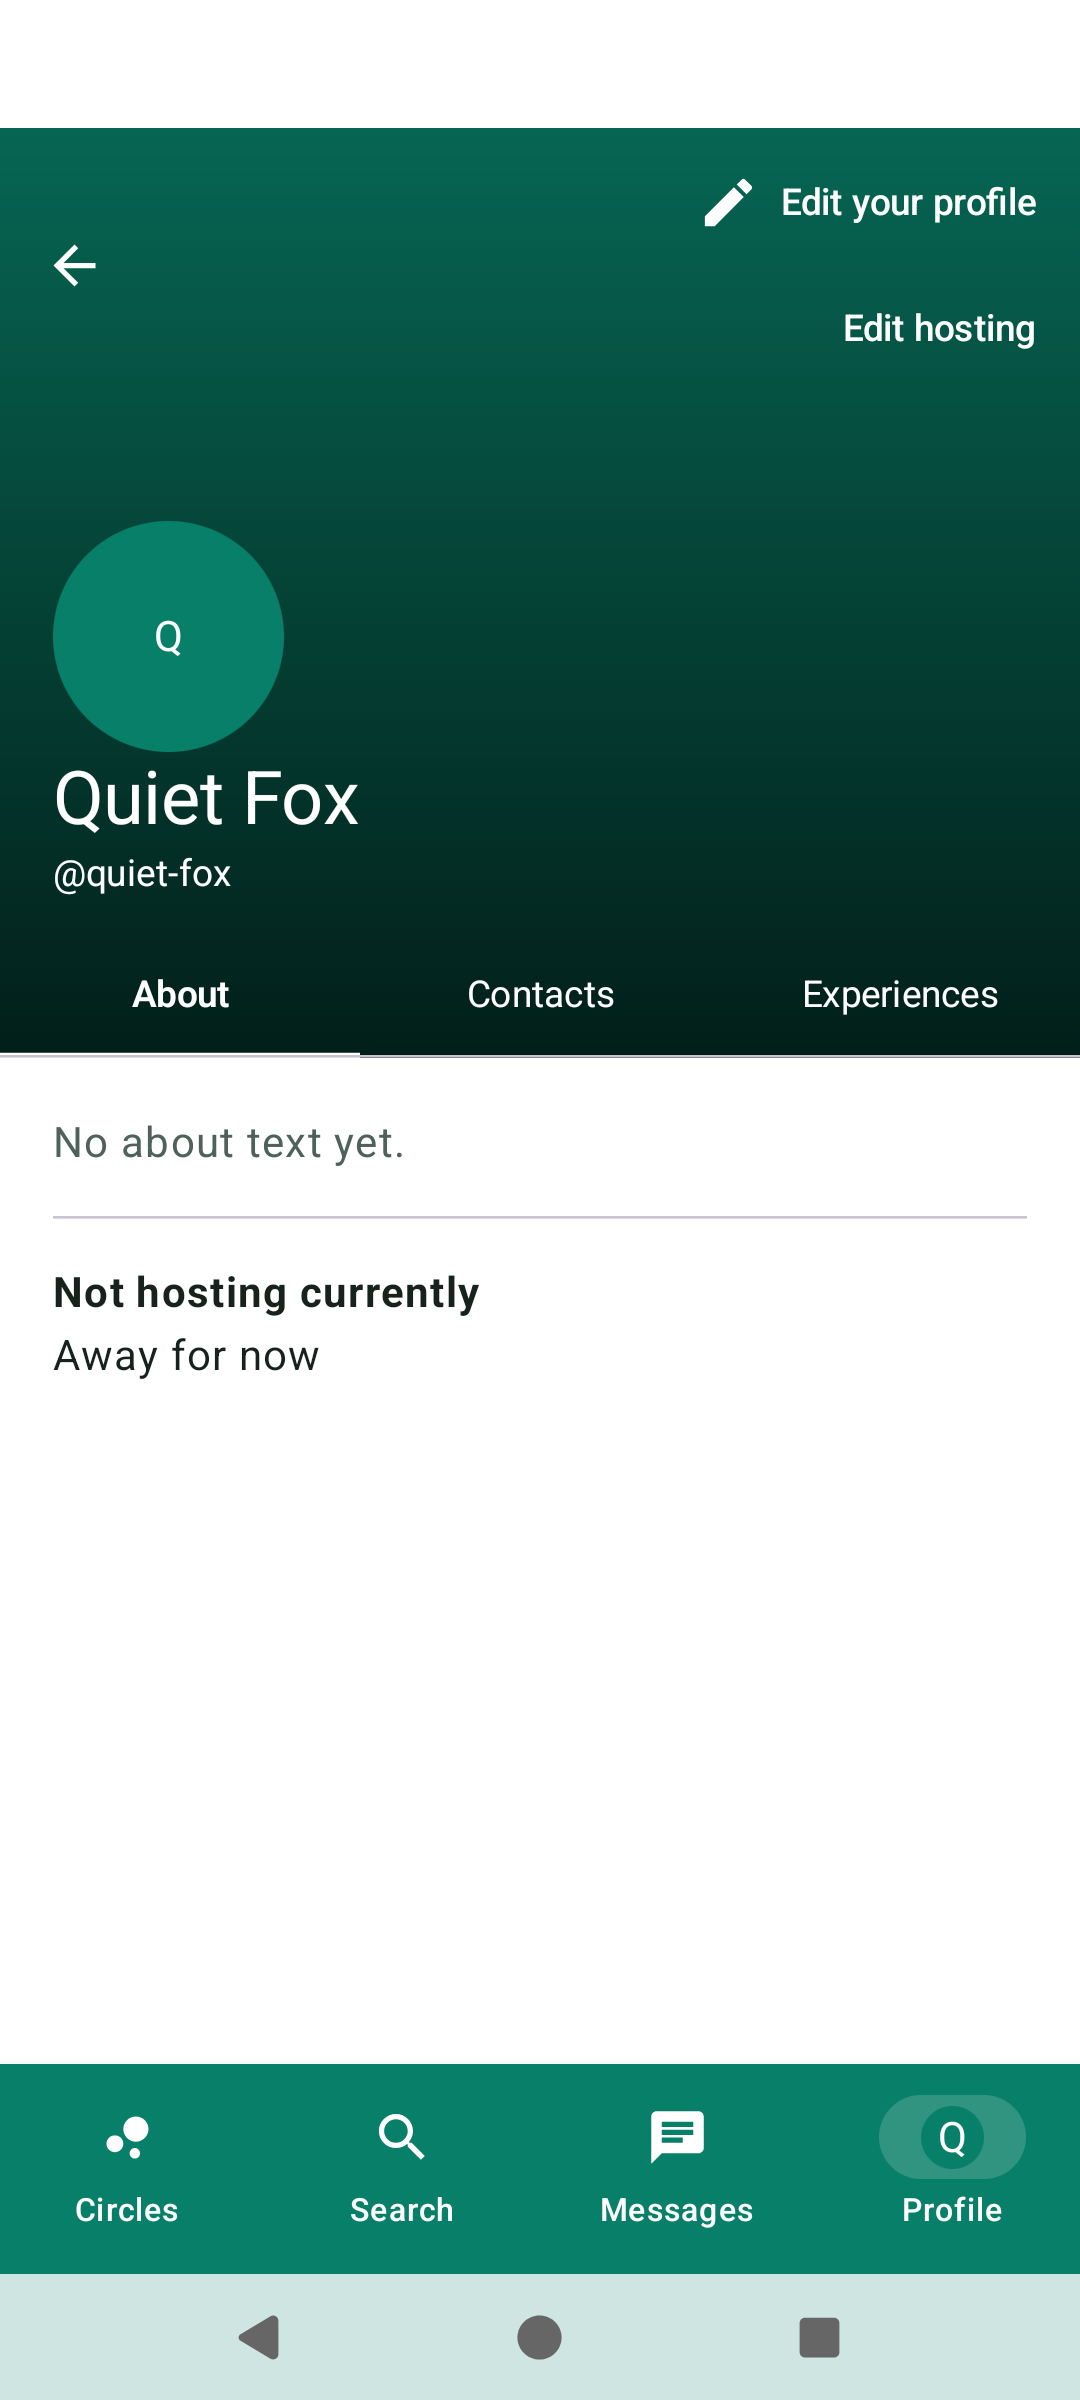 Edit your profile
Edit hosting
Q
Quiet Fox
@quiet-fox
About Contacts Experiences
No about text yet.
Not hosting currently
Away for now
Q
Circles Search Messages Profile